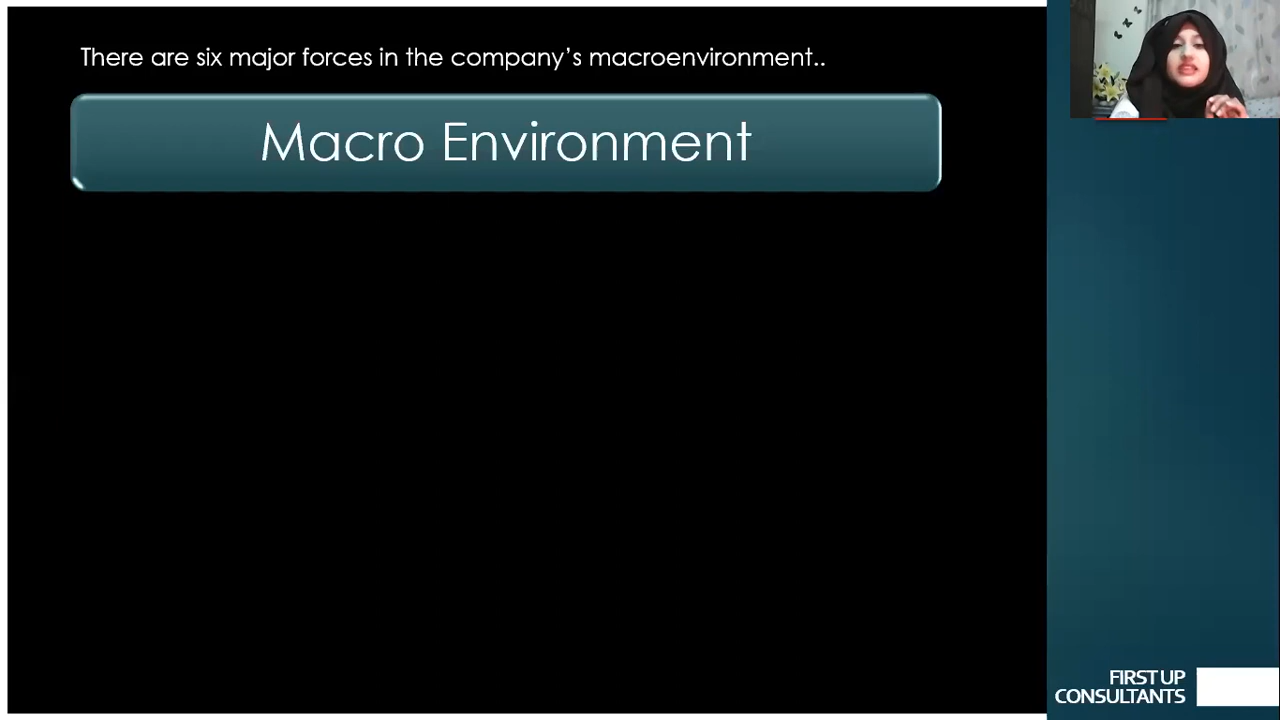 There are six major forces in the company's macroenvironment..
Macro Environment
FIRST UP
CONSULTANTS